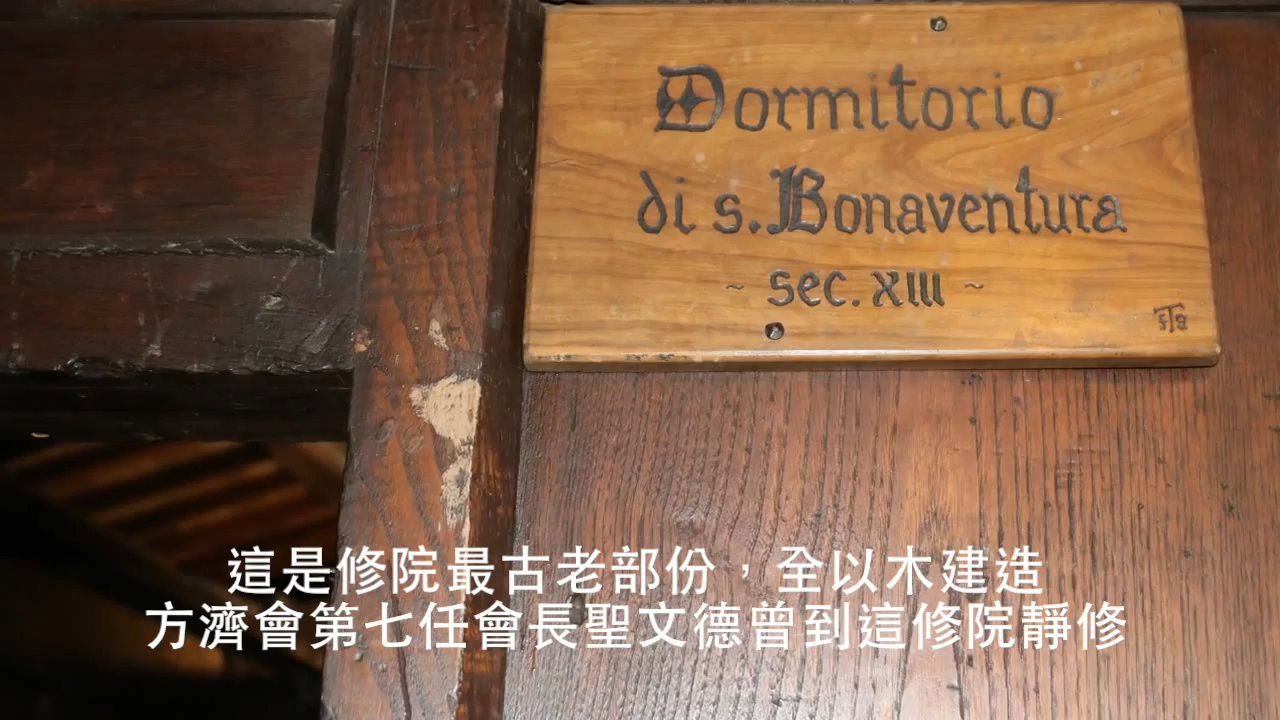 Dormitorio
di s. Bonaventura
~ sec. XIII ~
這是修院最古老部份，全以木建造
方濟會第七任會長聖文德曾到這修院靜修